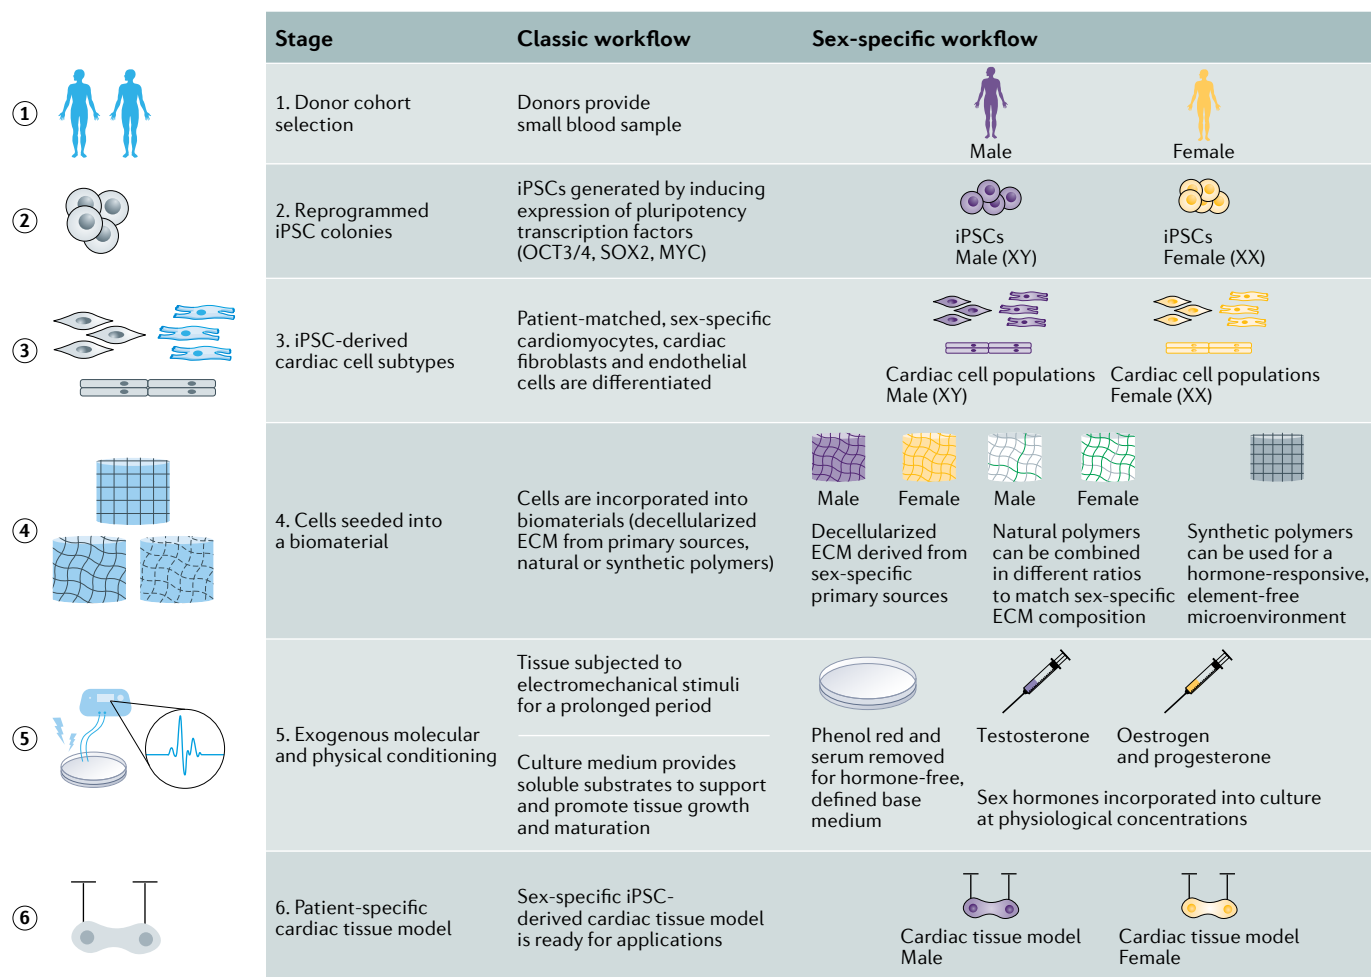 Stage
Classic workflow
Sex-specific workflow
1
1. Donor cohort
selection
Donors provide
small blood sample
Male
Female
2
2. Reprogrammed
iPSC colonies
iPSCs generated by inducing
expression of pluripotency
transcription factors
(OCT3/4, SOX2, MYC)
iPSCs
Male (XY)
iPSCs
Female (XX)
3
3. iPSC-derived
cardiac cell subtypes
Patient-matched, sex-specific
cardiomyocytes, cardiac
fibroblasts and endothelial
cells are differentiated
Cardiac cell populations
Male (XY)
Cardiac cell populations
Female (XX)
4
4. Cells seeded into
a biomaterial
Cells are incorporated into
biomaterials (decellularized
ECM from primary sources,
natural or synthetic polymers)
Male
Female
Male
Female
Decellularized
ECM derived from
sex-specific
primary sources
Natural polymers
can be combined
in different ratios
to match sex-specific
ECM composition
Synthetic polymers
can be used for a
hormone-responsive,
element-free
microenvironment
5
5. Exogenous molecular
and physical conditioning
Tissue subjected to
electromechanical stimuli
for a prolonged period
Culture medium provides
soluble substrates to support
and promote tissue growth
and maturation
Phenol red and
serum removed
for hormone-free,
defined base
medium
Testosterone
Oestrogen
and progesterone
Sex hormones incorporated into culture
at physiological concentrations
6
6. Patient-specific
cardiac tissue model
Sex-specific iPSC-
derived cardiac tissue model
is ready for applications
Cardiac tissue model
Male
Cardiac tissue model
Female